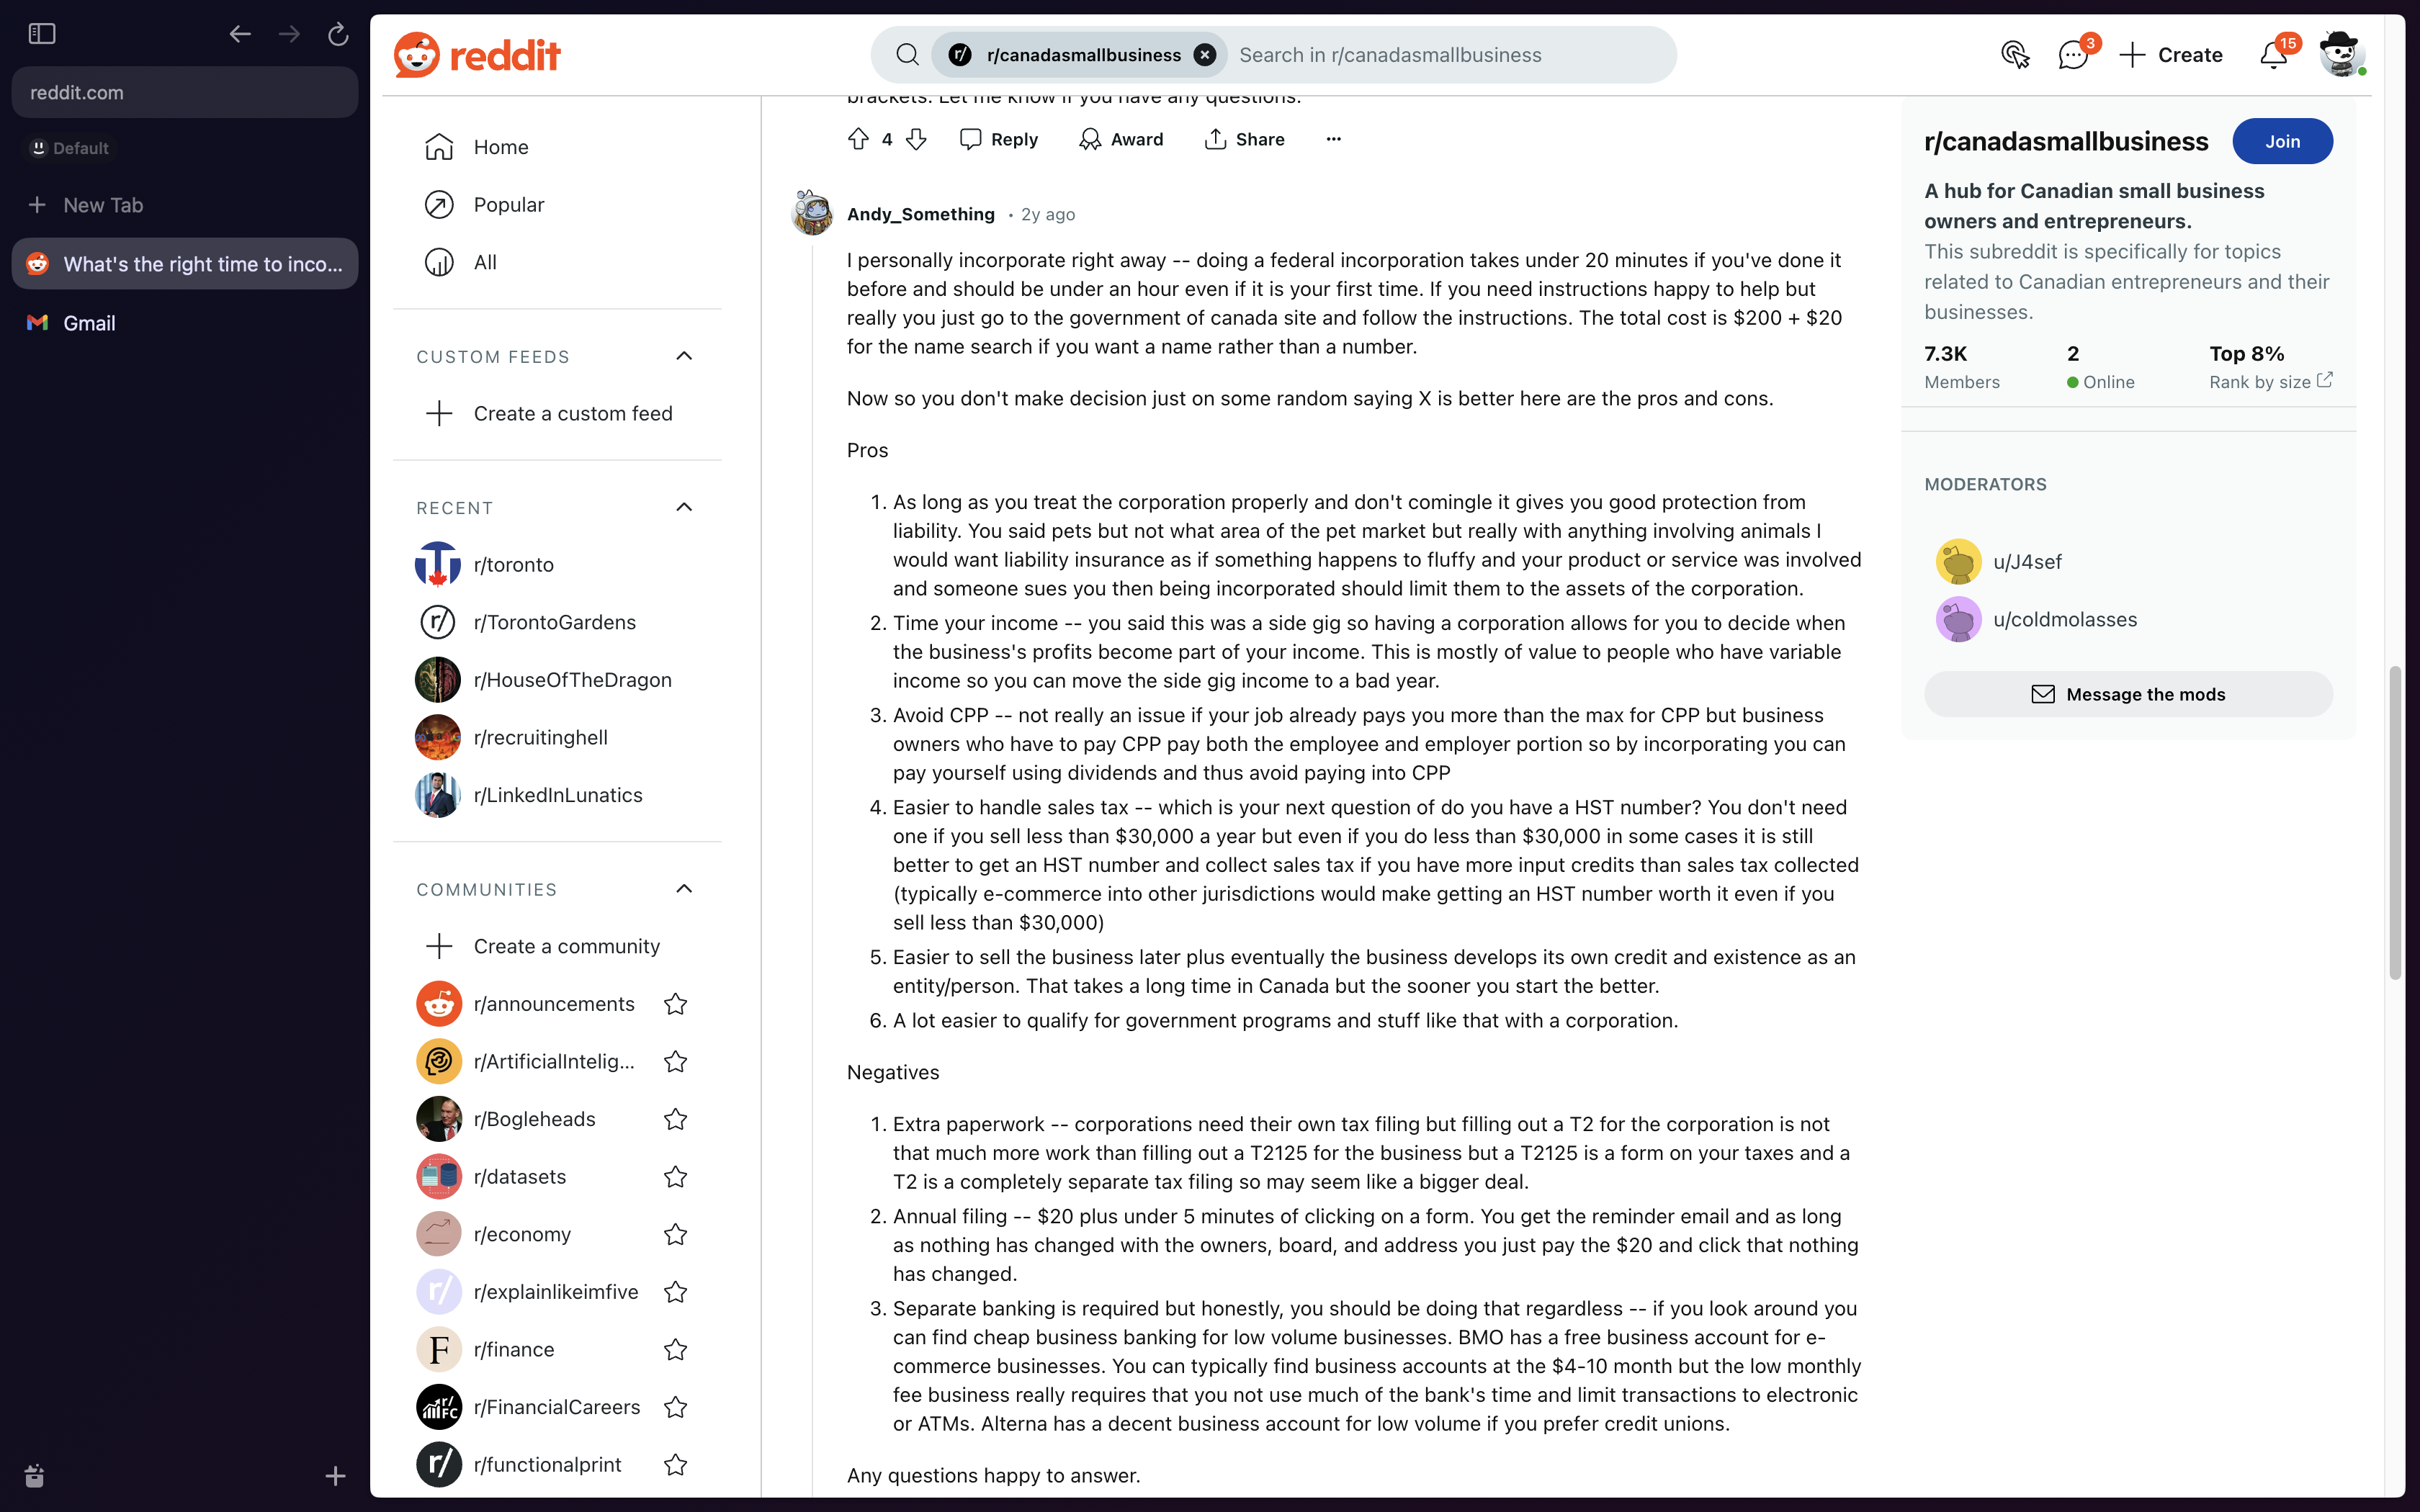 reddit.com
Default
New Tab
What's the right time to inco...
Gmail
reddit
r/canadasmallbusiness
Search in r/canadasmallbusiness
3
Create
15
Home
Popular
All
CUSTOM FEEDS
Create a custom feed
RECENT
r/toronto
r/TorontoGardens
r/HouseOfTheDragon
r/recruitinghell
r/LinkedInLunatics
COMMUNITIES
Create a community
r/announcements
r/ArtificialIntelig...
r/Bogleheads
r/datasets
r/economy
r/explainlikeimfive
r/finance
r/FinancialCareers
r/functionalprint
brackets. Let me know if you have any questions.
4
Reply
Award
Share
Andy_Something • 2y ago
I personally incorporate right away -- doing a federal incorporation takes under 20 minutes if you've done it
before and should be under an hour even if it is your first time. If you need instructions happy to help but
really you just go to the government of canada site and follow the instructions. The total cost is $200 + $20
for the name search if you want a name rather than a number.
Now so you don't make decision just on some random saying X is better here are the pros and cons.
Pros
1. As long as you treat the corporation properly and don't comingle it gives you good protection from
liability. You said pets but not what area of the pet market but really with anything involving animals I
would want liability insurance as if something happens to fluffy and your product or service was involved
and someone sues you then being incorporated should limit them to the assets of the corporation.
2. Time your income -- you said this was a side gig so having a corporation allows for you to decide when
the business's profits become part of your income. This is mostly of value to people who have variable
income so you can move the side gig income to a bad year.
3. Avoid CPP -- not really an issue if your job already pays you more than the max for CPP but business
owners who have to pay CPP pay both the employee and employer portion so by incorporating you can
pay yourself using dividends and thus avoid paying into CPP
4. Easier to handle sales tax -- which is your next question of do you have a HST number? You don't need
one if you sell less than $30,000 a year but even if you do less than $30,000 in some cases it is still
better to get an HST number and collect sales tax if you have more input credits than sales tax collected
(typically e-commerce into other jurisdictions would make getting an HST number worth it even if you
sell less than $30,000)
5. Easier to sell the business later plus eventually the business develops its own credit and existence as an
entity/person. That takes a long time in Canada but the sooner you start the better.
6. A lot easier to qualify for government programs and stuff like that with a corporation.
Negatives
1. Extra paperwork -- corporations need their own tax filing but filling out a T2 for the corporation is not
that much more work than filling out a T2125 for the business but a T2125 is a form on your taxes and a
T2 is a completely separate tax filing so may seem like a bigger deal.
2. Annual filing -- $20 plus under 5 minutes of clicking on a form. You get the reminder email and as long
as nothing has changed with the owners, board, and address you just pay the $20 and click that nothing
has changed.
3. Separate banking is required but honestly, you should be doing that regardless -- if you look around you
can find cheap business banking for low volume businesses. BMO has a free business account for e-
commerce businesses. You can typically find business accounts at the $4-10 month but the low monthly
fee business really requires that you not use much of the bank's time and limit transactions to electronic
or ATMs. Alterna has a decent business account for low volume if you prefer credit unions.
Any questions happy to answer.
r/canadasmallbusiness
Join
A hub for Canadian small business
owners and entrepreneurs.
This subreddit is specifically for topics
related to Canadian entrepreneurs and their
businesses.
7.3K
Members
2
Online
Top 8%
Rank by size
MODERATORS
u/J4sef
u/coldmolasses
Message the mods